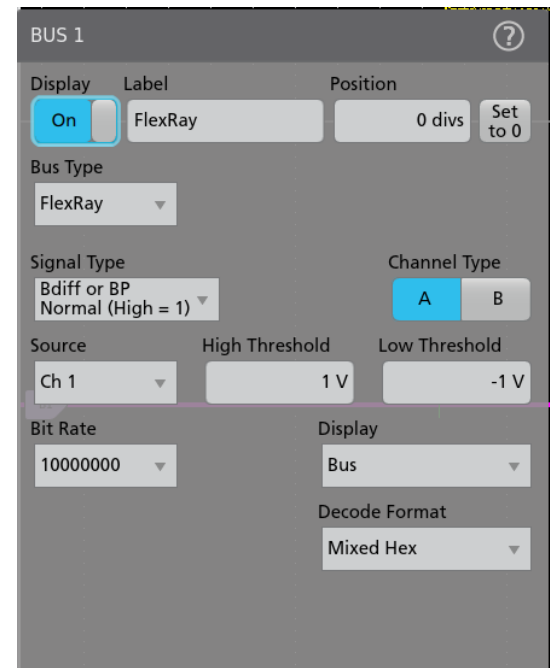 BUS 1
?
Display Label Position
On FlexRay 0 divs Set
to 0
Bus Type
FlexRay
Signal Type Channel Type
Bdiff or BP
Normal (High = 1) A B
Source High Threshold Low Threshold
Ch 1 1 V -1 V
Bit Rate Display
10000000 Bus
Decode Format
Mixed Hex